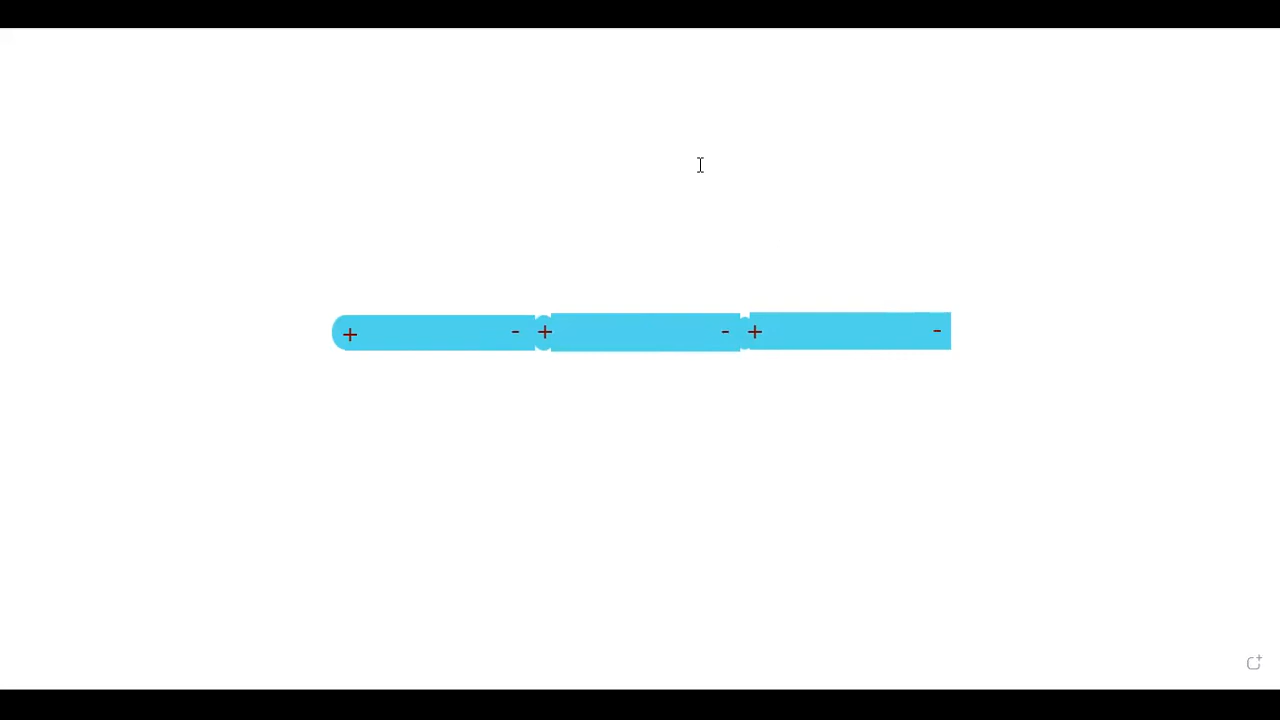 + - + - + -